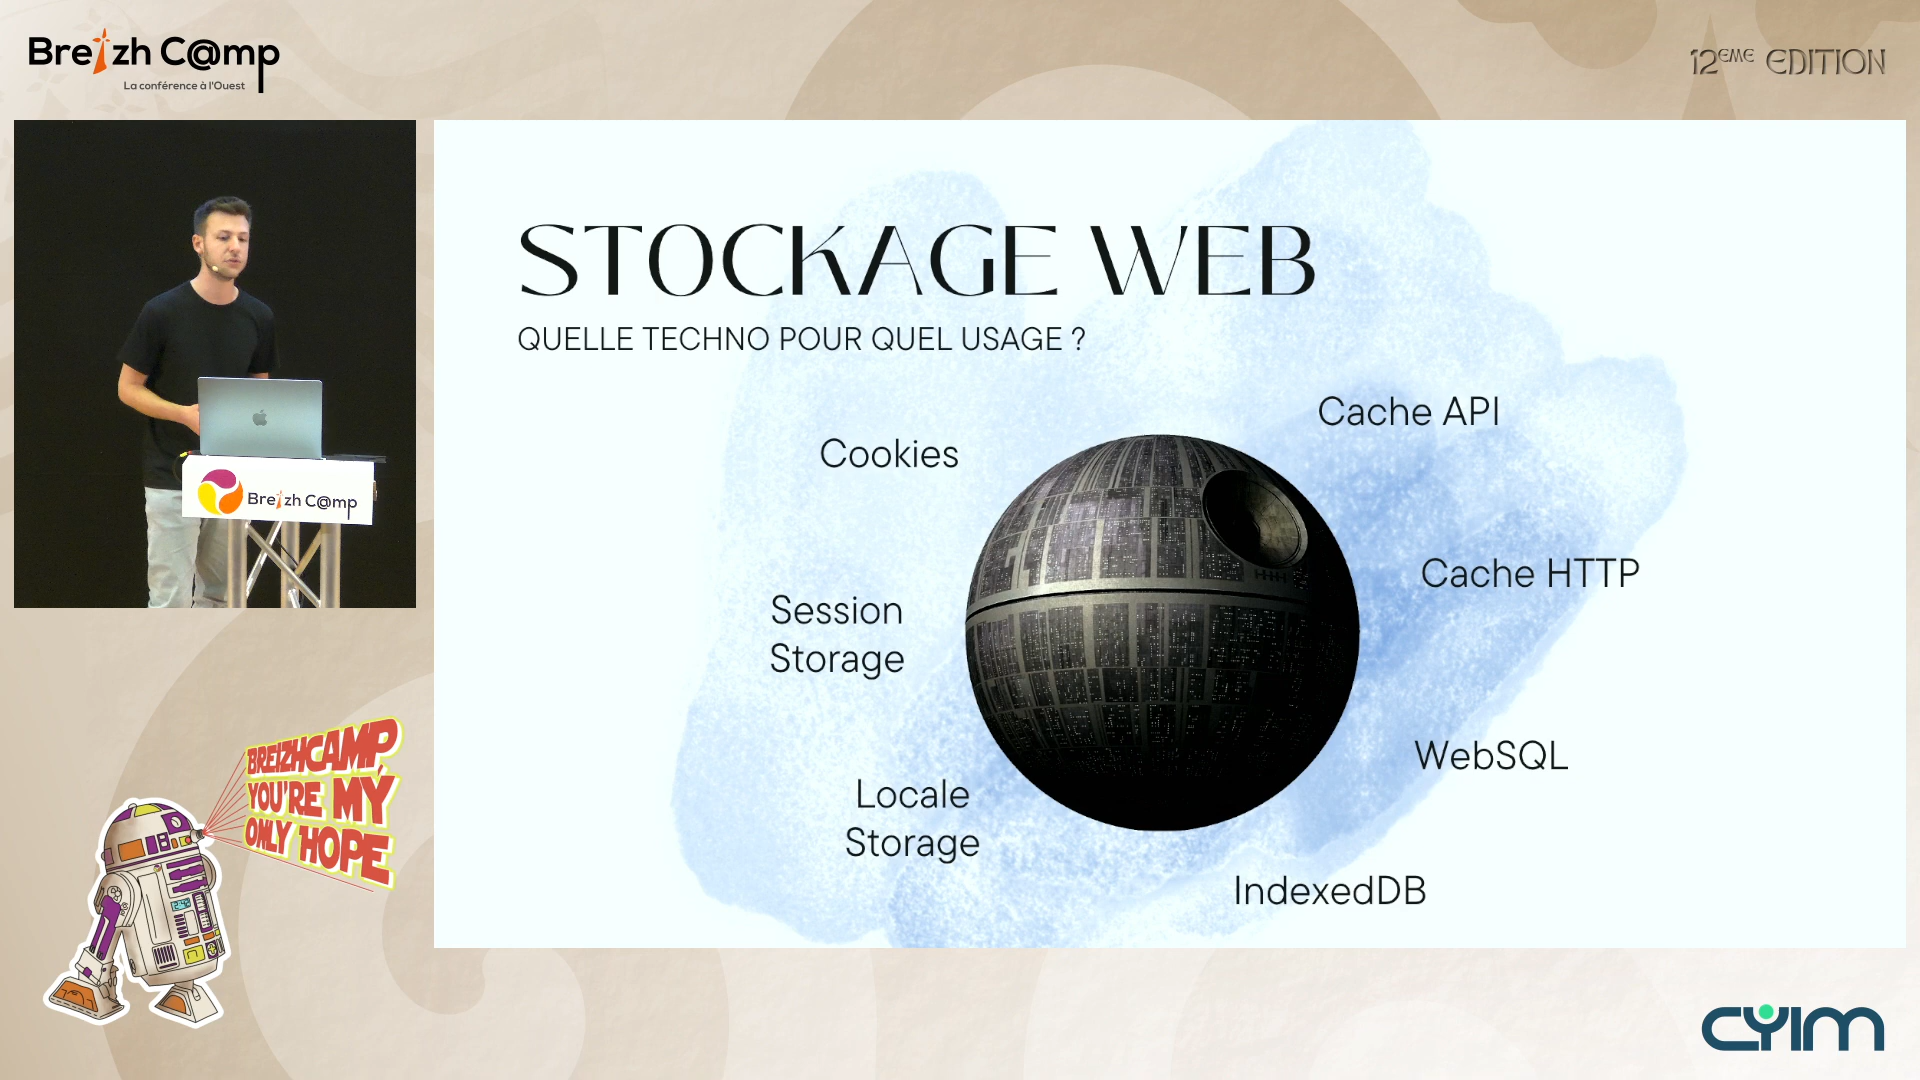 Breizh C@mp
La conférence à l'Ouest
12ÈME EDITION
STOCKAGE WEB
QUELLE TECHNO POUR QUEL USAGE ?
Cache API
Cookies
Cache HTTP
Session
Storage
WebSQL
Locale
Storage
IndexedDB
Breizh C@mp
BREIZHCAMP,
YOU'RE MY
ONLY HOPE
CYIM